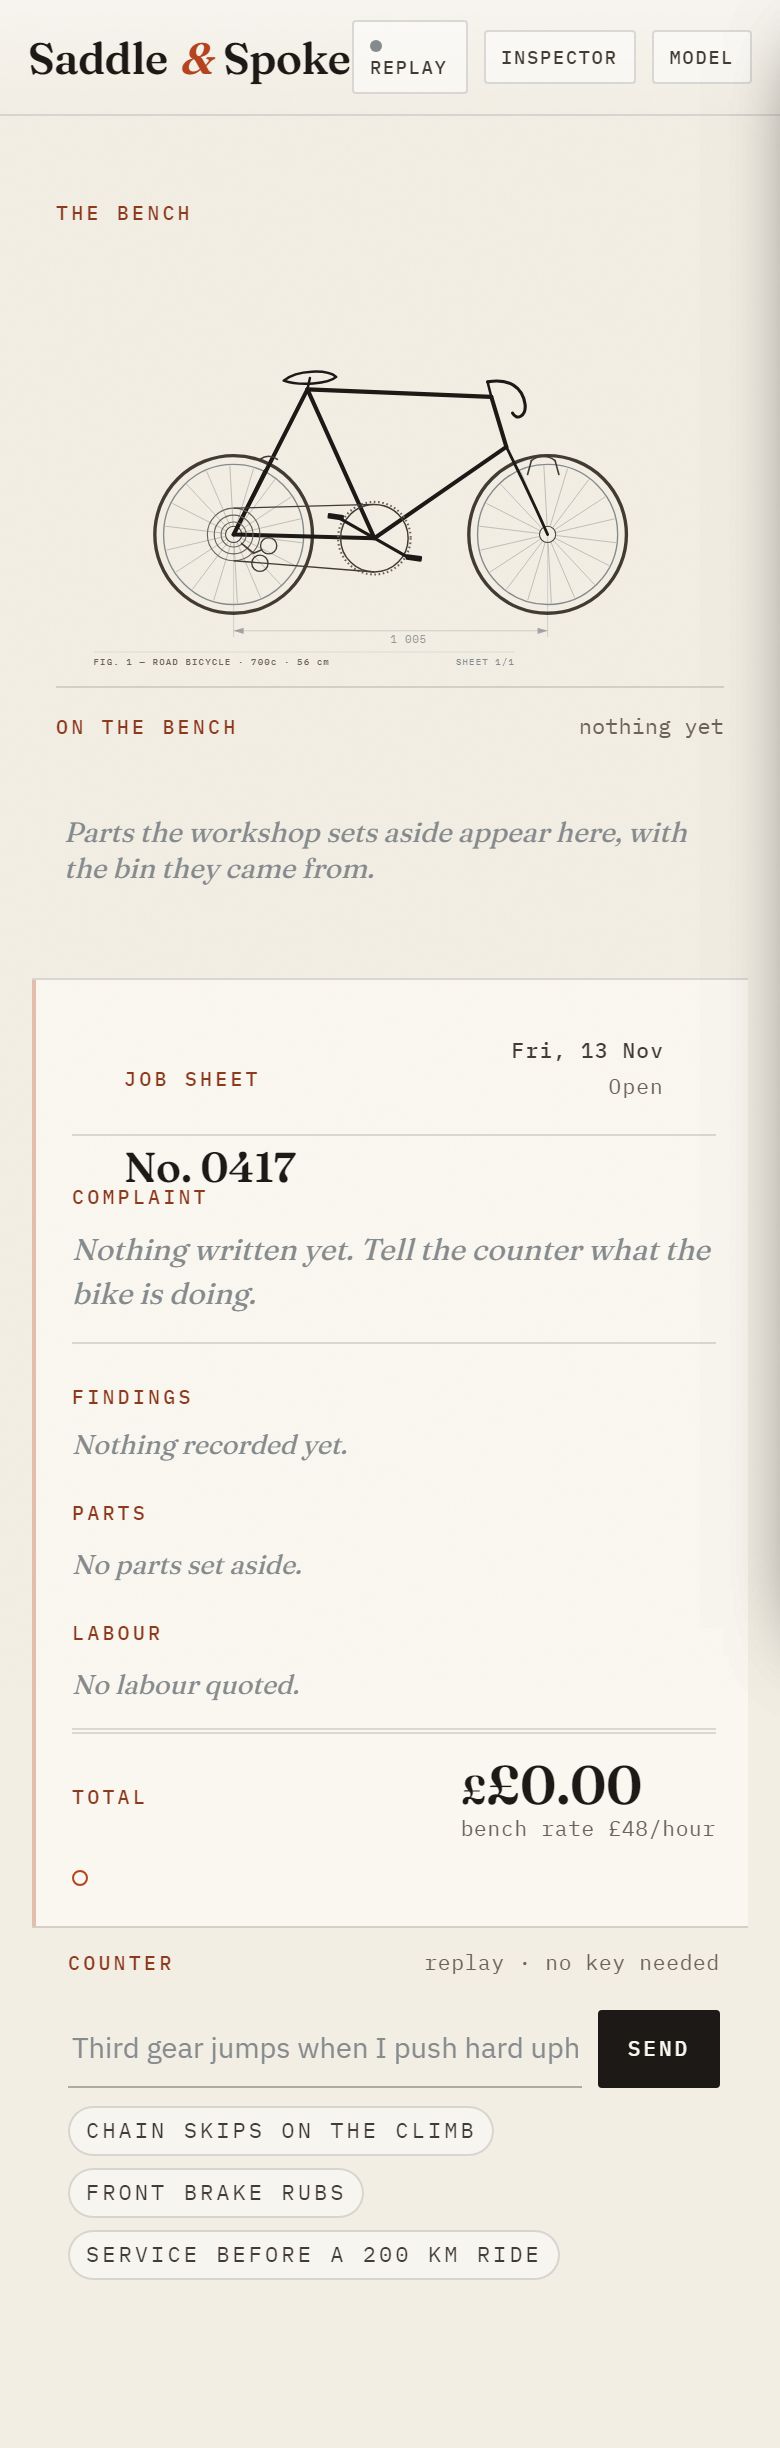 Saddle & Spoke
REPLAY
INSPECTOR
MODEL
THE BENCH
1 005
FIG. 1 — ROAD BICYCLE · 700c · 56 cm
SHEET 1/1
ON THE BENCH
nothing yet
Parts the workshop sets aside appear here, with
the bin they came from.
JOB SHEET
Fri, 13 Nov
Open
No. 0417
COMPLAINT
Nothing written yet. Tell the counter what the
bike is doing.
FINDINGS
Nothing recorded yet.
PARTS
No parts set aside.
LABOUR
No labour quoted.
TOTAL
££0.00
bench rate £48/hour
COUNTER
replay · no key needed
Third gear jumps when I push hard uph
SEND
CHAIN SKIPS ON THE CLIMB
FRONT BRAKE RUBS
SERVICE BEFORE A 200 KM RIDE